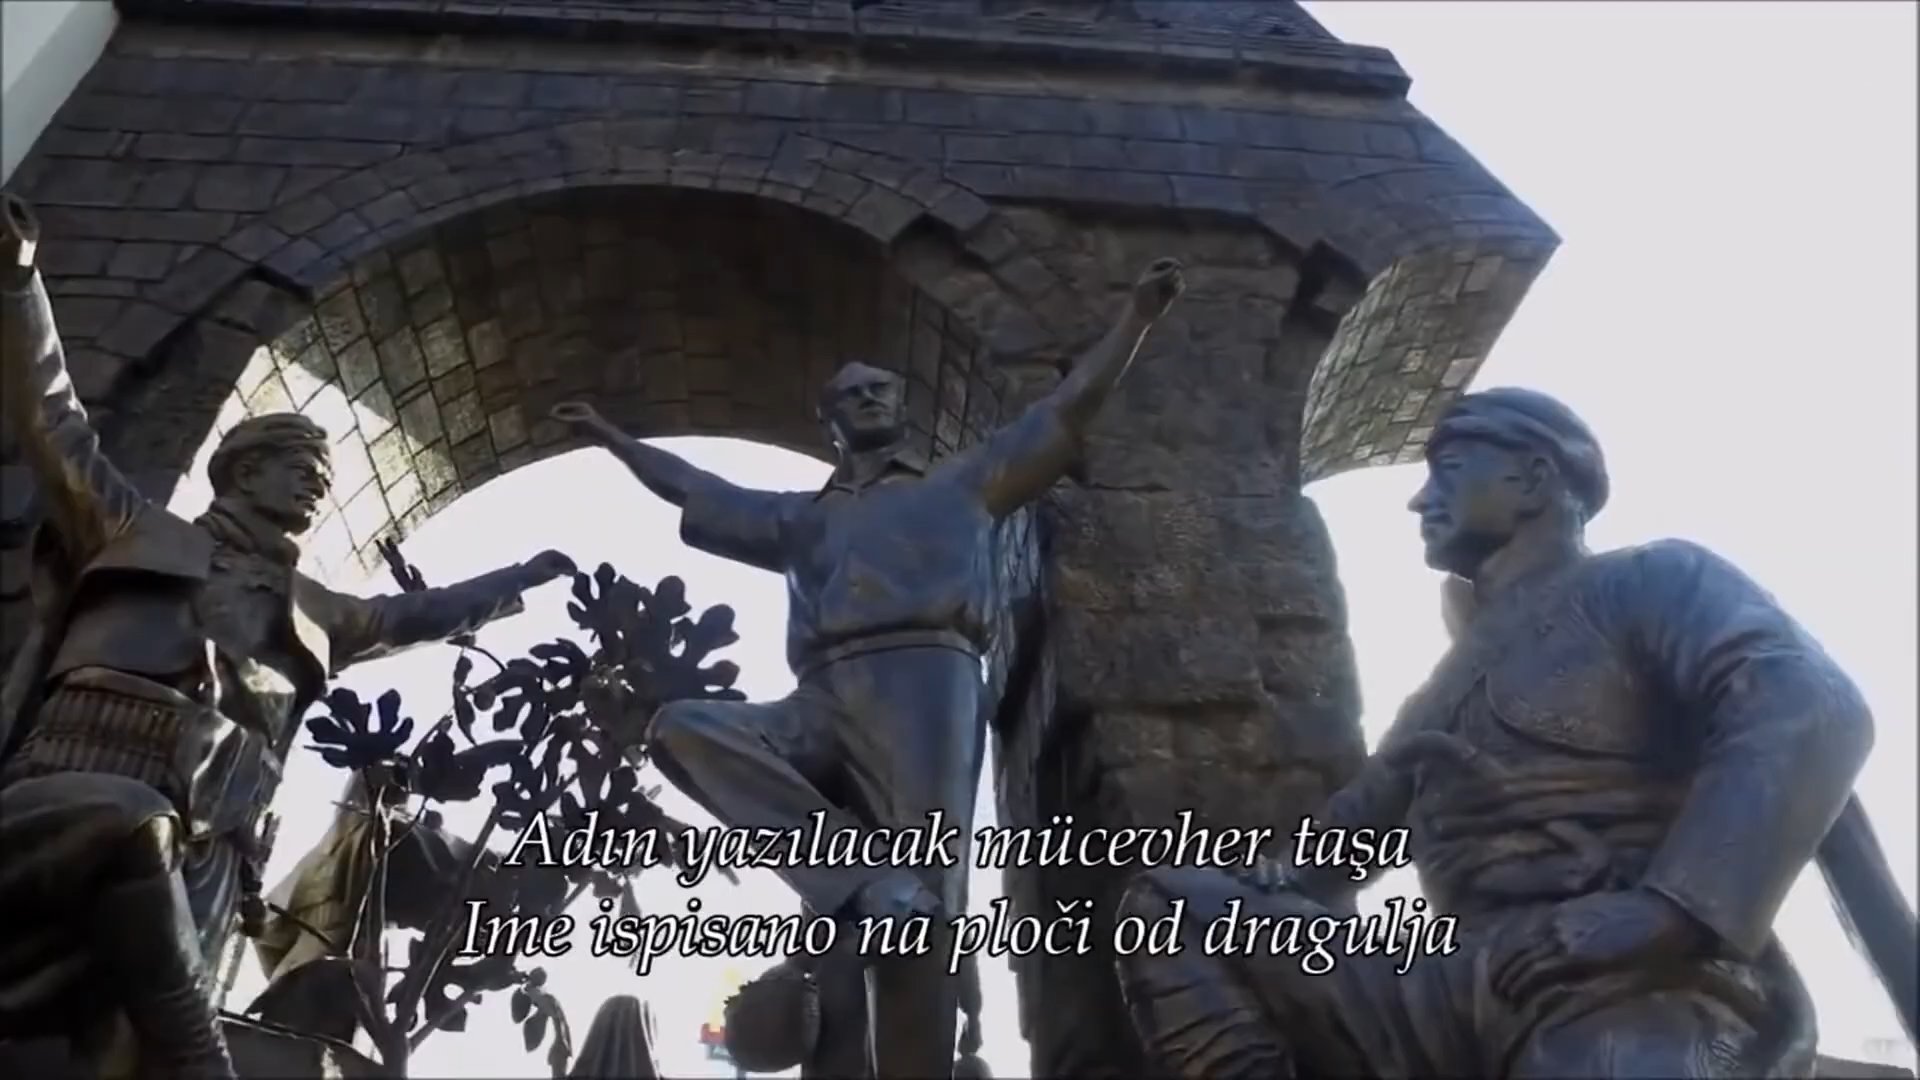 Adın yazılacak mücevher taşa
Ime ispisano na ploči od dragulja